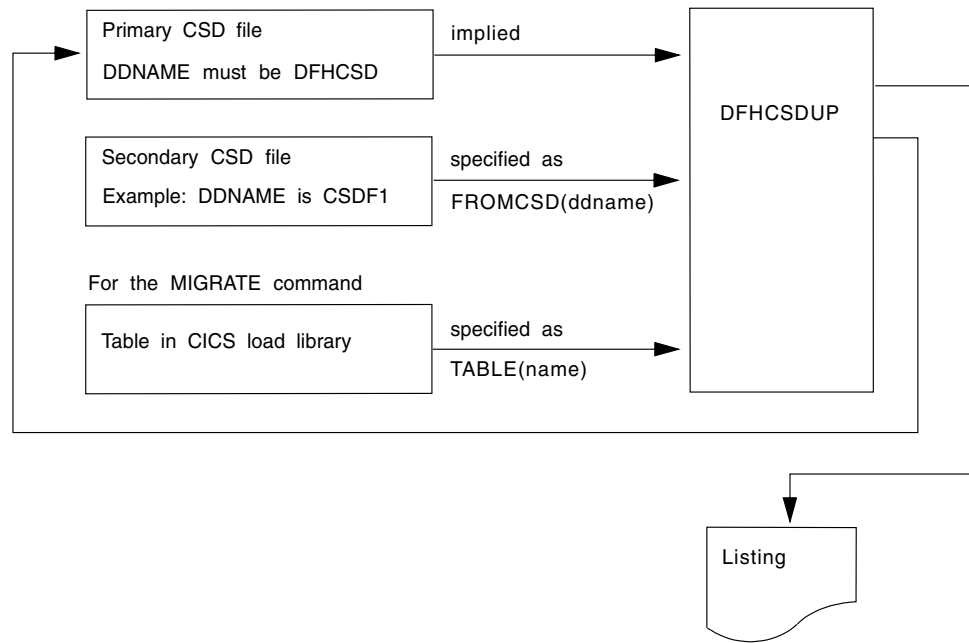 Primary CSD file
DDNAME must be DFHCSD
implied
DFHCSDUP
Secondary CSD file
Example: DDNAME is CSDF1
specified as
FROMCSD(ddname)
For the MIGRATE command
Table in CICS load library
specified as
TABLE(name)
Listing